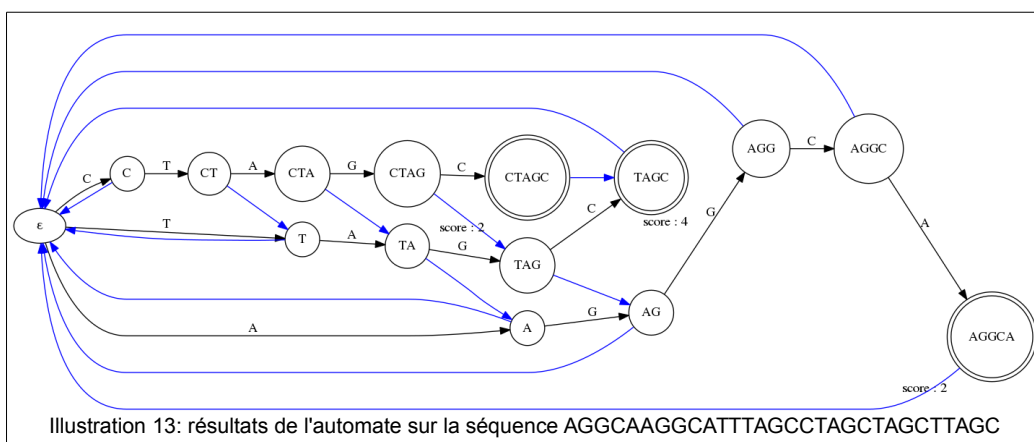 AGG
C
AGGC
C
T
CT
A
CTA
G
CTAG
C
CTAGC
TAGC
C
ε
T
T
A
TA
score : 2
G
TAG
C
score : 4
G
A
A
A
G
AG
AGGCA
score : 2
Illustration 13: résultats de l'automate sur la séquence AGGCAAGGCATTTAGCCTAGCTAGCTTAGC